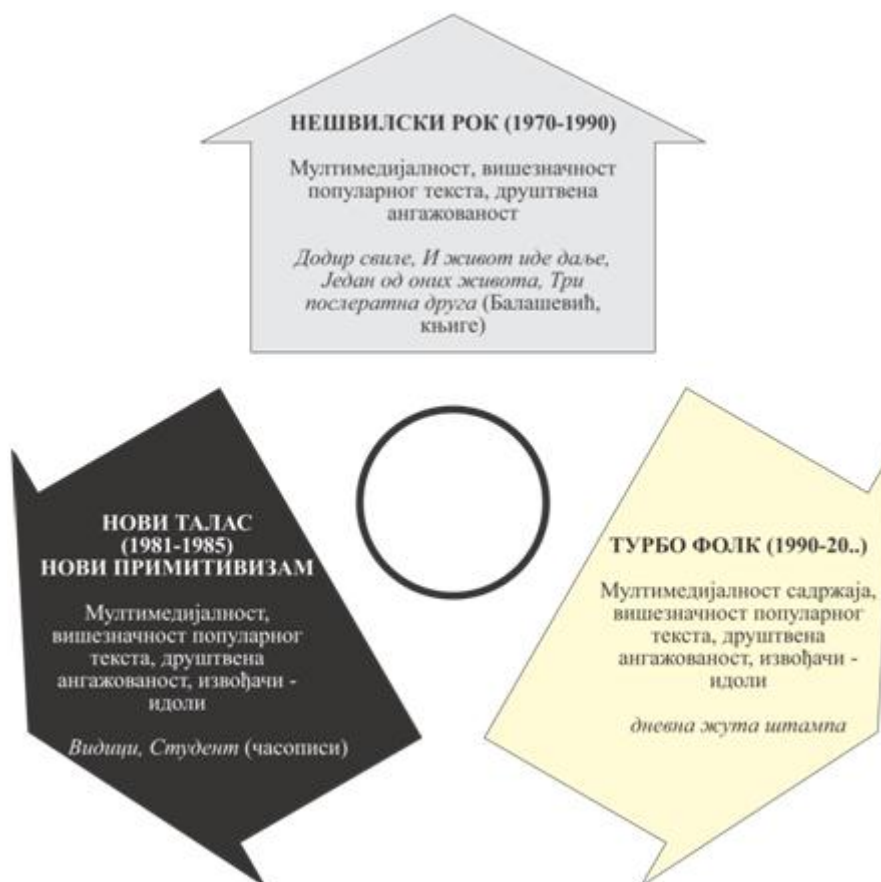 НЕШВИЛСКИ РОК (1970-1990)
Мултимедијалност, вишезначност
популарног текста, друштвена
ангажованост
Додир свиле, И живот иде даље,
Један од оних живота, Три
послератна друга (Балашевић,
књиге)
НОВИ ТАЛАС
(1981-1985)
НОВИ ПРИМИТИВИЗАМ
Мултимедијалност,
вишезначност популарног
текста, друштвена
ангажованост, извођачи -
идоли
Видици, Студент (часописи)
ТУРБО ФОЛК (1990-20..)
Мултимедијалност садржаја,
вишезначност популарног
текста, друштвена
ангажованост, извођачи -
идоли
дневна жута штампа